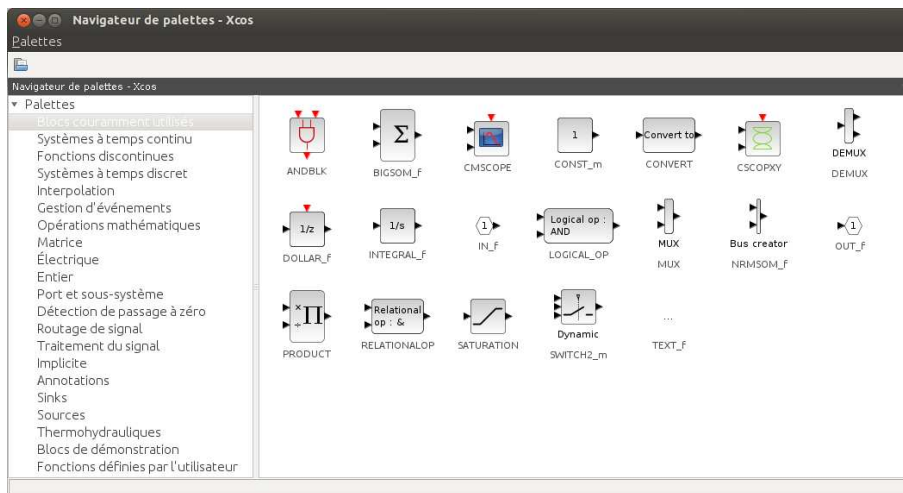 Navigateur de palettes - Xcos
Palettes
Navigateur de palettes - Xcos
Palettes
Blocs couramment utilisés
Systèmes à temps continu
Fonctions discontinues
Systèmes à temps discret
Interpolation
Gestion d'événements
Opérations mathématiques
Matrice
Électrique
Entier
Port et sous-système
Détection de passage à zéro
Routage de signal
Traitement du signal
Implicite
Annotations
Sinks
Sources
Thermohydrauliques
Blocs de démonstration
Fonctions définies par l'utilisateur
Σ 1 Convert to DEMUX
ANDBLK BIGSOM_f CMSCOPE CONST_m CONVERT CSCOPXY DEMUX
1/z 1/s 1 Logical op : 1
AND MUX Bus creator
DOLLAR_f INTEGRAL_f IN_f LOGICAL_OP MUX NRMSOM_f OUT_f
× Π Relational
÷ op : & Dynamic ...
PRODUCT RELATIONALOP SATURATION SWITCH2_m TEXT_f